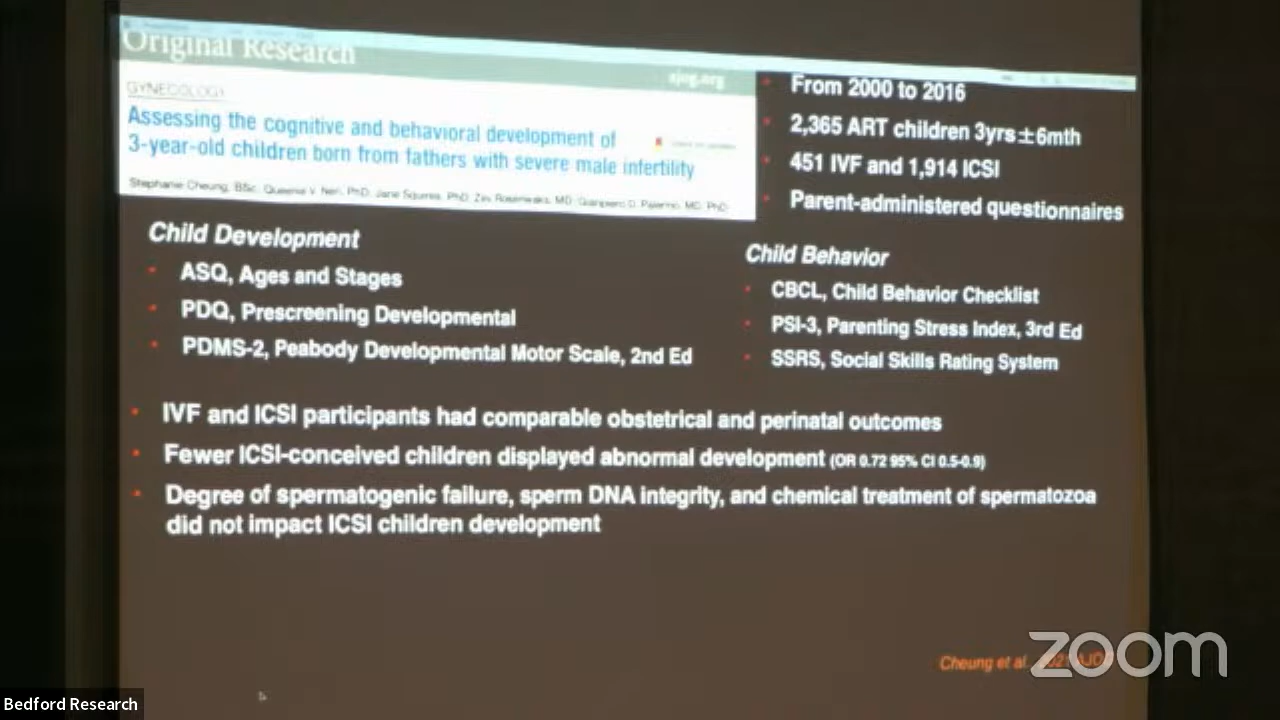 Original Research
ajog.org
GYNECOLOGY
Assessing the cognitive and behavioral development of
3-year-old children born from fathers with severe male infertility
Stephanie Cheung, BSc; Queenie V. Neri, PhD; Jane Squires, PhD; Zev Rosenwaks, MD; Gianpiero D. Palermo, MD, PhD
From 2000 to 2016
2,365 ART children 3yrs±6mth
451 IVF and 1,914 ICSI
Parent-administered questionnaires
Child Development
ASQ, Ages and Stages
PDQ, Prescreening Developmental
PDMS-2, Peabody Developmental Motor Scale, 2nd Ed
Child Behavior
CBCL, Child Behavior Checklist
PSI-3, Parenting Stress Index, 3rd Ed
SSRS, Social Skills Rating System
IVF and ICSI participants had comparable obstetrical and perinatal outcomes
Fewer ICSI-conceived children displayed abnormal development (OR 0.72 95% CI 0.5-0.9)
Degree of spermatogenic failure, sperm DNA integrity, and chemical treatment of spermatozoa
did not impact ICSI children development
Cheung et al.
zoom
Bedford Research